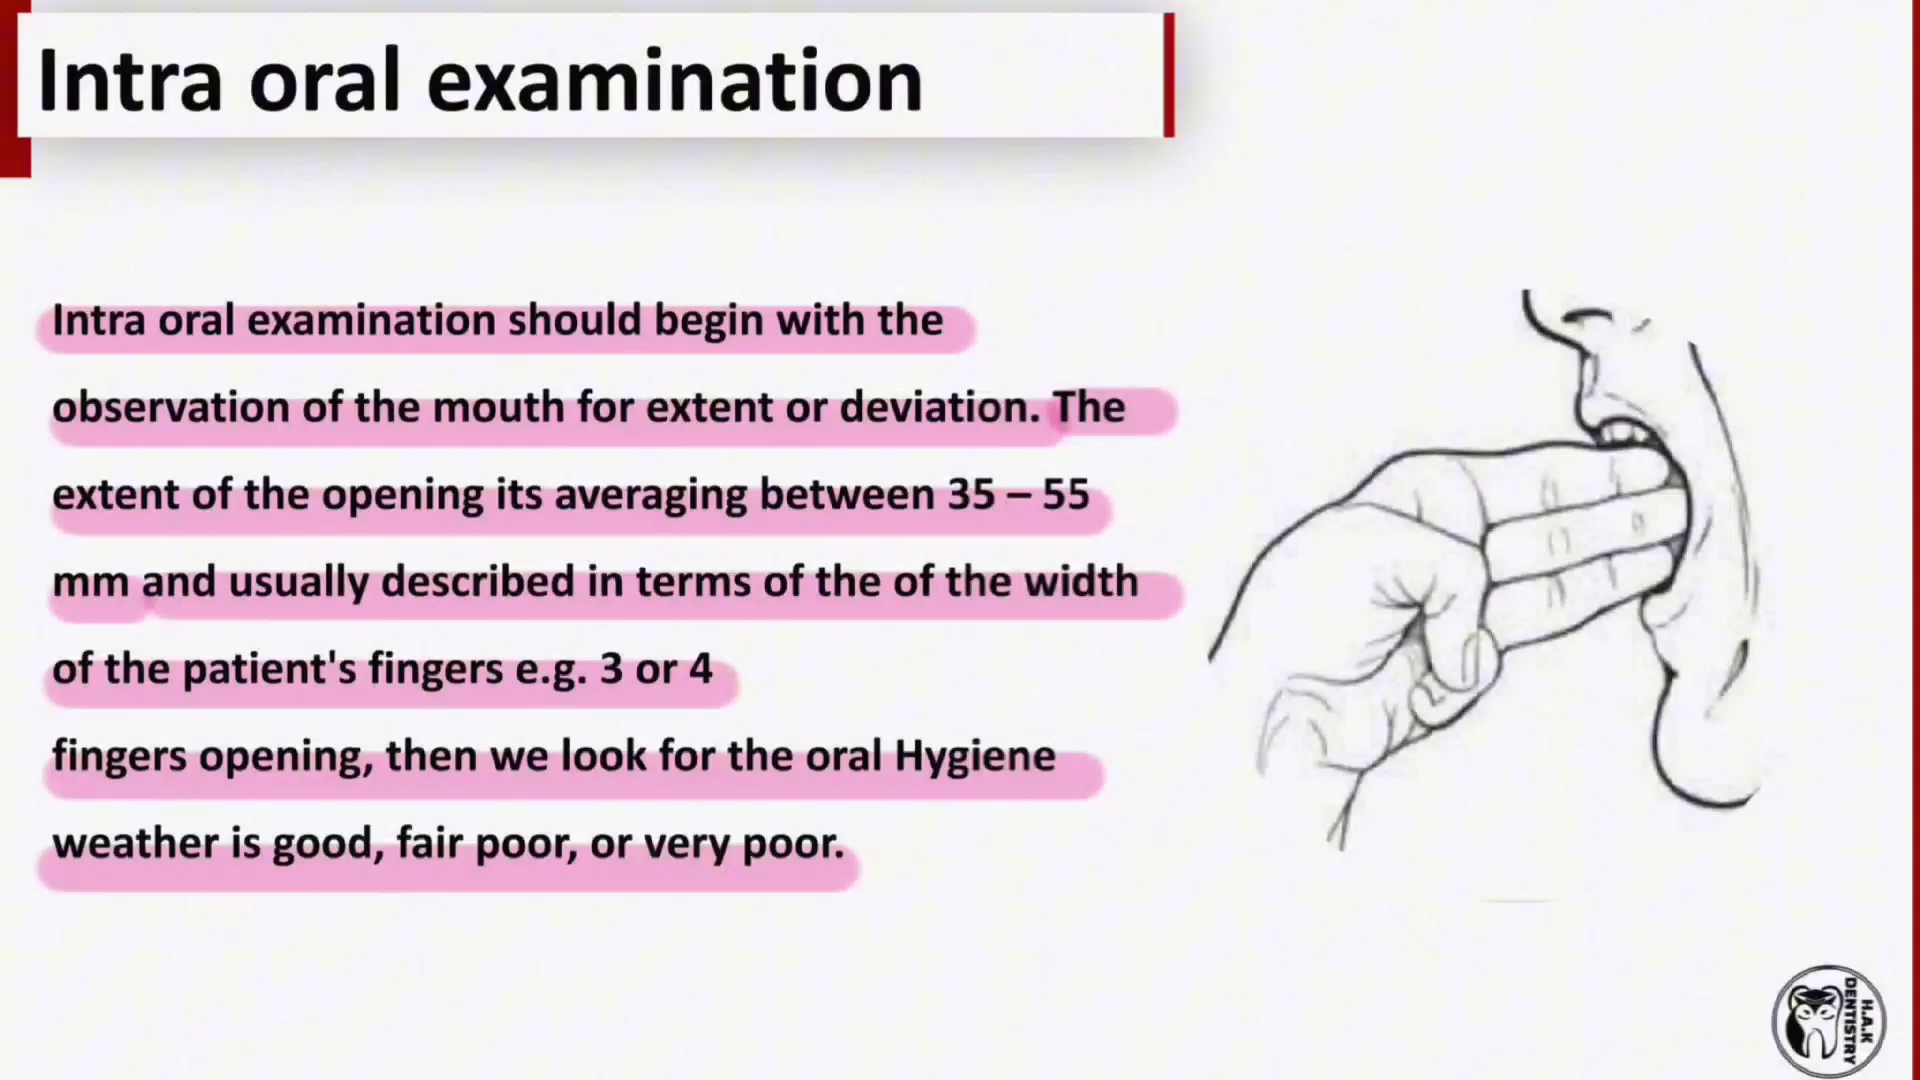 Intra oral examination
Intra oral examination should begin with the
observation of the mouth for extent or deviation. The
extent of the opening its averaging between 35 – 55
mm and usually described in terms of the of the width
of the patient's fingers e.g. 3 or 4
fingers opening, then we look for the oral Hygiene
weather is good, fair poor, or very poor.
H.A.K
DENTISTRY